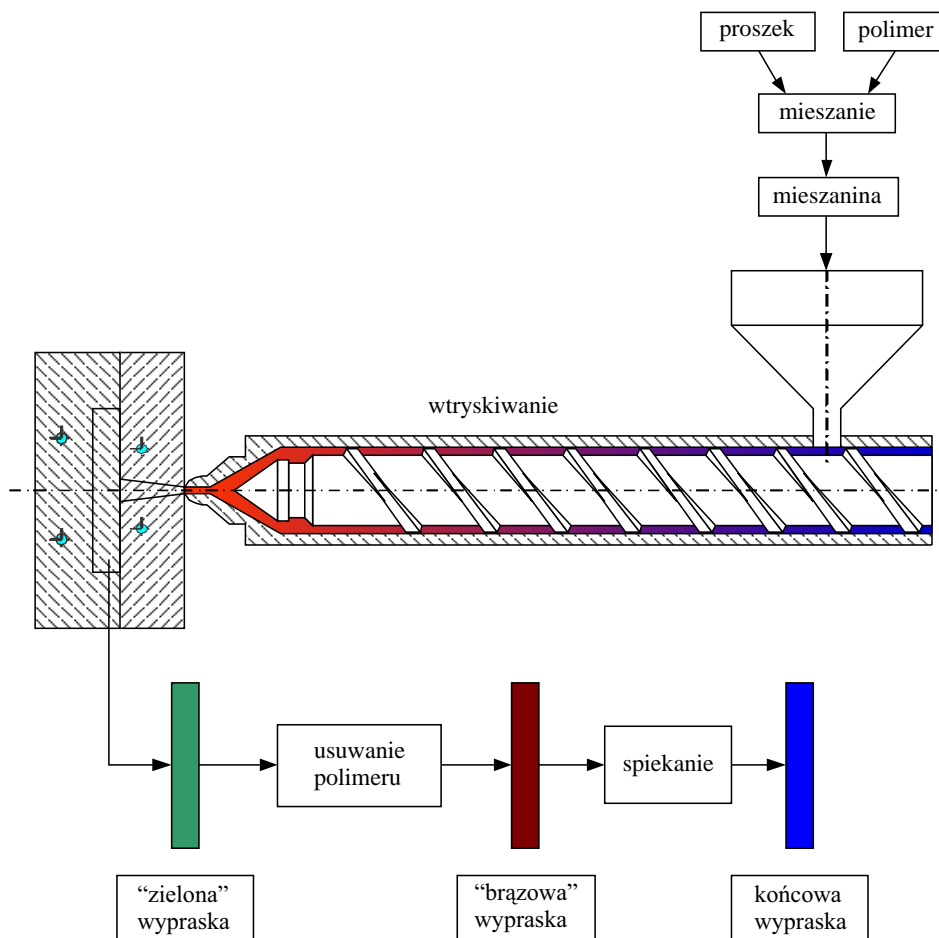 proszek
polimer
mieszanie
mieszanina
wtryskiwanie
usuwanie
polimeru
spiekanie
“zielona”
wypraska
“brązowa”
wypraska
końcowa
wypraska